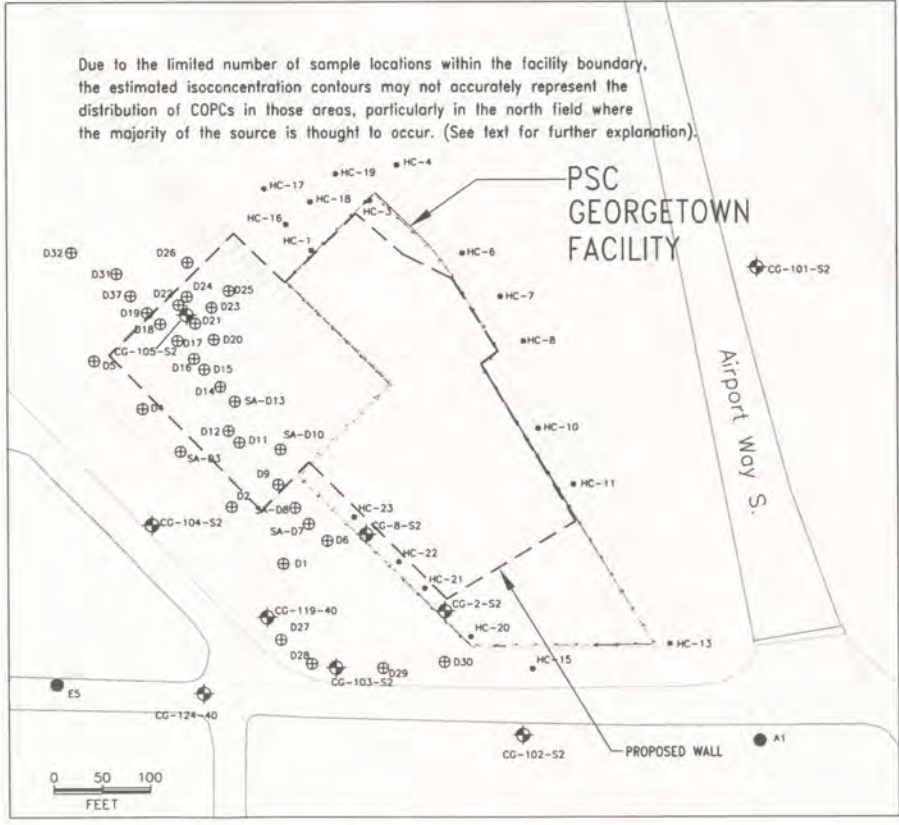 Due to the limited number of sample locations within the facility boundary,
the estimated isoconcentration contours may not accurately represent the
distribution of COPCs in those areas, particularly in the north field where
the majority of the source is thought to occur. (See text for further explanation).
HC-4
HC-19
HC-17
HC-18
HC-3
PSC
GEORGETOWN
FACILITY
HC-16
HC-1
D32
D26
HC-6
CG-101-S2
D31
D37
D24
D25
D22
HC-7
D19
D23
D18
D21
D17
D20
HC-8
CG-105-S2
D5
D16
D15
D14
Airport Way S.
D4
SA-D13
D12
D11
SA-D10
HC-10
SA-D3
D9
HC-11
D2
SA-D8
HC-23
CG-104-S2
SA-D7
CG-8-S2
D6
HC-22
D1
HC-21
CG-2-S2
CG-119-40
D27
HC-20
HC-13
D28
D29
D30
HC-15
CG-103-S2
E5
CG-124-40
CG-102-S2
PROPOSED WALL
A1
0 50 100
FEET